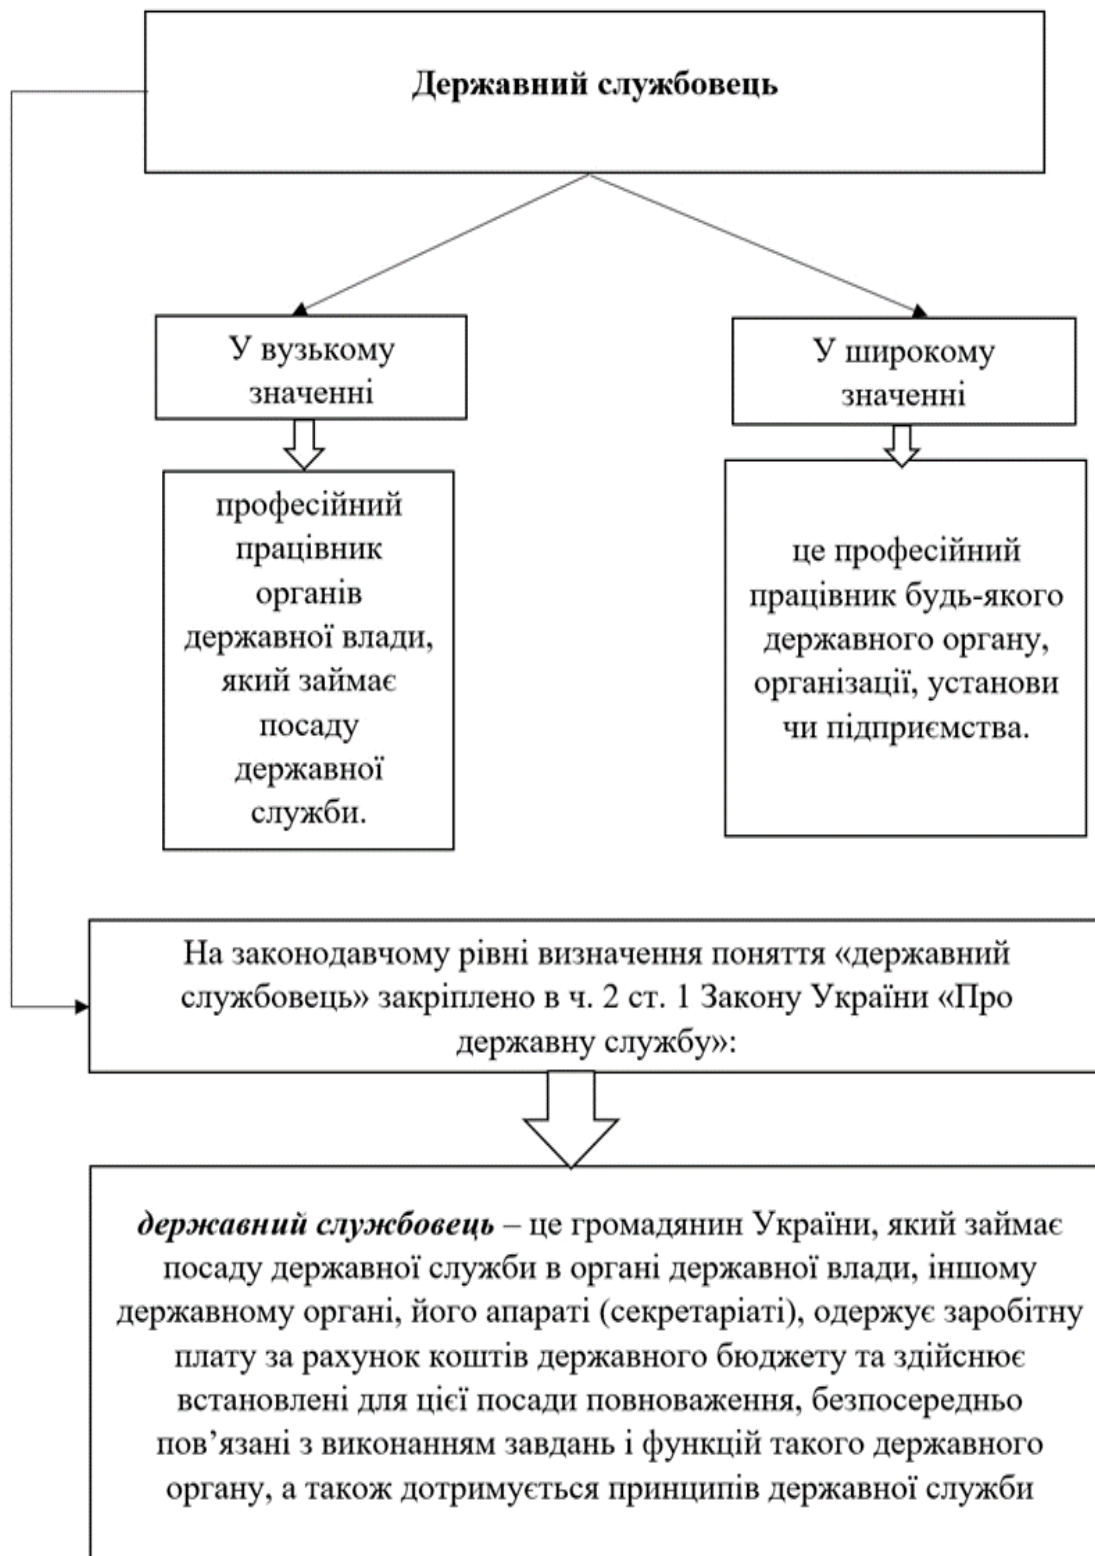 Державний службовець
У вузькому
значенні
У широкому
значенні
професійний
працівник
органів
державної влади,
який займає
посаду
державної
служби.
це професійний
працівник будь-якого
державного органу,
організації, установи
чи підприємства.
На законодавчому рівні визначення поняття «державний
службовець» закріплено в ч. 2 ст. 1 Закону України «Про
державну службу»:
державний службовець – це громадянин України, який займає
посаду державної служби в органі державної влади, іншому
державному органі, його апараті (секретаріаті), одержує заробітну
плату за рахунок коштів державного бюджету та здійснює
встановлені для цієї посади повноваження, безпосередньо
пов’язані з виконанням завдань і функцій такого державного
органу, а також дотримується принципів державної служби